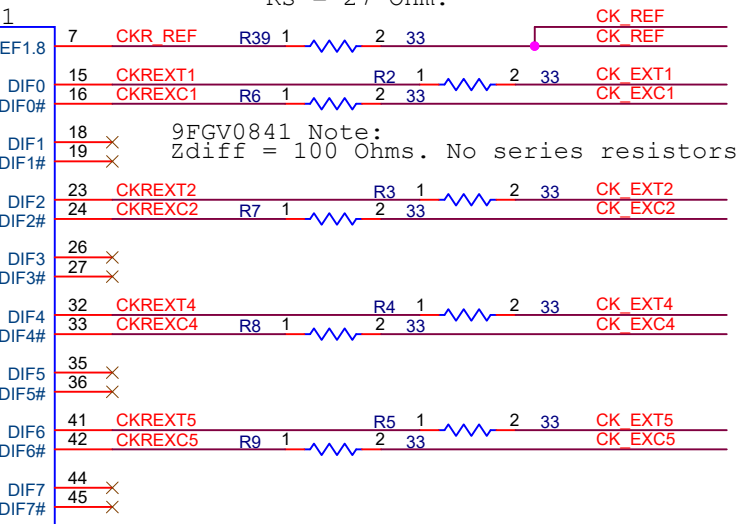 Rs = 27 Ohm.
1
CK_REF
EF1.8 7 CKR_REF R39 1 2 33 CK_REF
DIF0 15 CKREXT1 R2 1 2 33 CK_EXT1
DIF0# 16 CKREXC1 R6 1 2 33 CK_EXC1
9FGV0841 Note:
DIF1 18
Zdiff = 100 Ohms. No series resistors
DIF1# 19
DIF2 23 CKREXT2 R3 1 2 33 CK_EXT2
DIF2# 24 CKREXC2 R7 1 2 33 CK_EXC2
DIF3 26
DIF3# 27
DIF4 32 CKREXT4 R4 1 2 33 CK_EXT4
DIF4# 33 CKREXC4 R8 1 2 33 CK_EXC4
DIF5 35
DIF5# 36
DIF6 41 CKREXT5 R5 1 2 33 CK_EXT5
DIF6# 42 CKREXC5 R9 1 2 33 CK_EXC5
DIF7 44
DIF7# 45